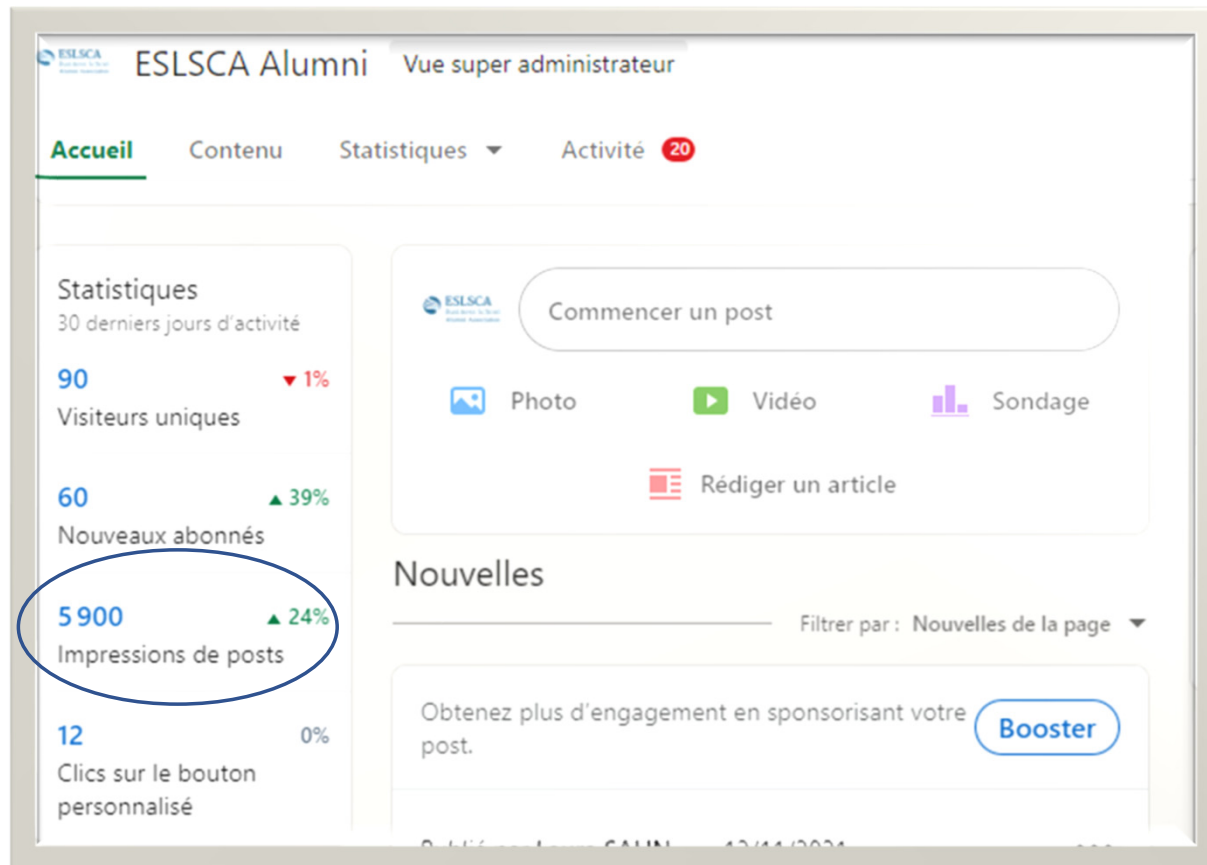 ESLSCA
ESLSCA Alumni Vue super administrateur
Accueil Contenu Statistiques Activité 20
Statistiques
30 derniers jours d'activité
90 1%
Visiteurs uniques
60 39%
Nouveaux abonnés
5 900 24%
Impressions de posts
12 0%
Clics sur le bouton
personnalisé
ESLSCA
Commencer un post
Photo Vidéo Sondage
Rédiger un article
Nouvelles
Filtrer par : Nouvelles de la page
Obtenez plus d'engagement en sponsorisant votre
post.
Booster